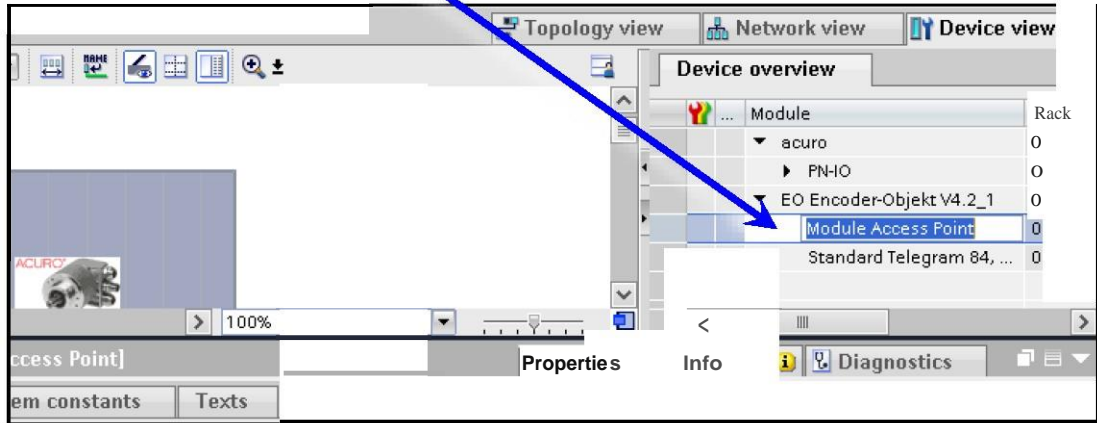 Topology view Network view Device view
NAME
± Device overview
... Module Rack
acuro 0
PN-IO 0
EO Encoder-Objekt V4.2_1 0
Module Access Point 0
Standard Telegram 84, ... 0
ACURO
100%
ccess Point] Properties Info Diagnostics
em constants Texts